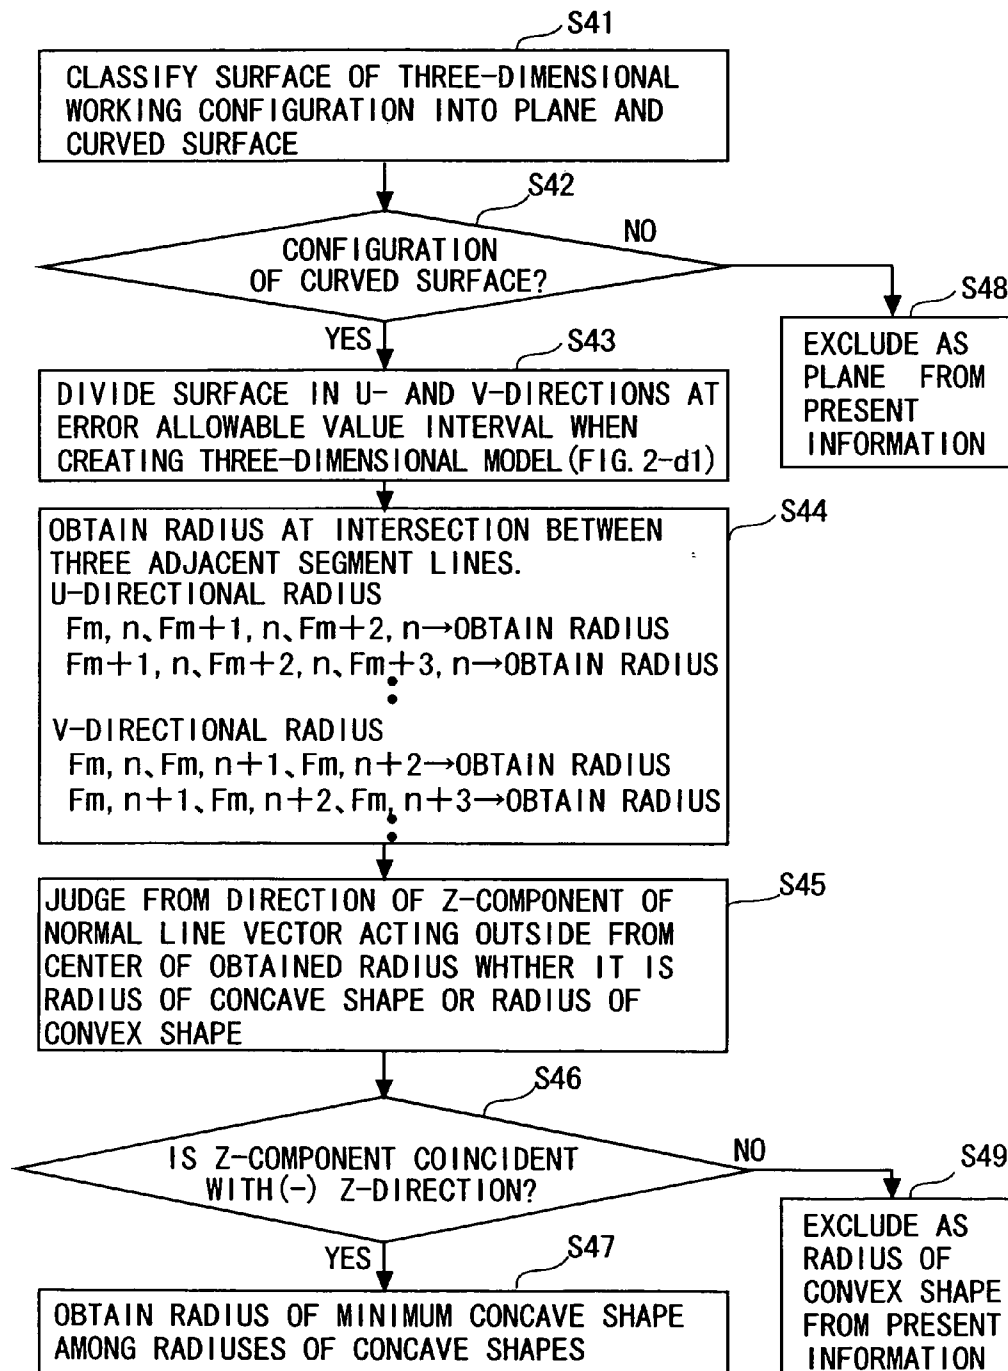 S41
CLASSIFY SURFACE OF THREE-DIMENSIONAL
WORKING CONFIGURATION INTO PLANE AND
CURVED SURFACE
S42
CONFIGURATION
OF CURVED SURFACE?
NO
YES
S48
EXCLUDE AS
PLANE FROM
PRESENT
INFORMATION
S43
DIVIDE SURFACE IN U- AND V-DIRECTIONS AT
ERROR ALLOWABLE VALUE INTERVAL WHEN
CREATING THREE-DIMENSIONAL MODEL(FIG. 2-d1)
S44
OBTAIN RADIUS AT INTERSECTION BETWEEN
THREE ADJACENT SEGMENT LINES.
U-DIRECTIONAL RADIUS
Fm, n、Fm+1, n、Fm+2, n→OBTAIN RADIUS
Fm+1, n、Fm+2, n、Fm+3, n→OBTAIN RADIUS
V-DIRECTIONAL RADIUS
Fm, n、Fm, n+1、Fm, n+2→OBTAIN RADIUS
Fm, n+1、Fm, n+2、Fm, n+3→OBTAIN RADIUS
S45
JUDGE FROM DIRECTION OF Z-COMPONENT OF
NORMAL LINE VECTOR ACTING OUTSIDE FROM
CENTER OF OBTAINED RADIUS WHTHER IT IS
RADIUS OF CONCAVE SHAPE OR RADIUS OF
CONVEX SHAPE
S46
IS Z-COMPONENT COINCIDENT
WITH(-) Z-DIRECTION?
NO
YES
S49
EXCLUDE AS
RADIUS OF
CONVEX SHAPE
FROM PRESENT
INFORMATION
S47
OBTAIN RADIUS OF MINIMUM CONCAVE SHAPE
AMONG RADIUSES OF CONCAVE SHAPES